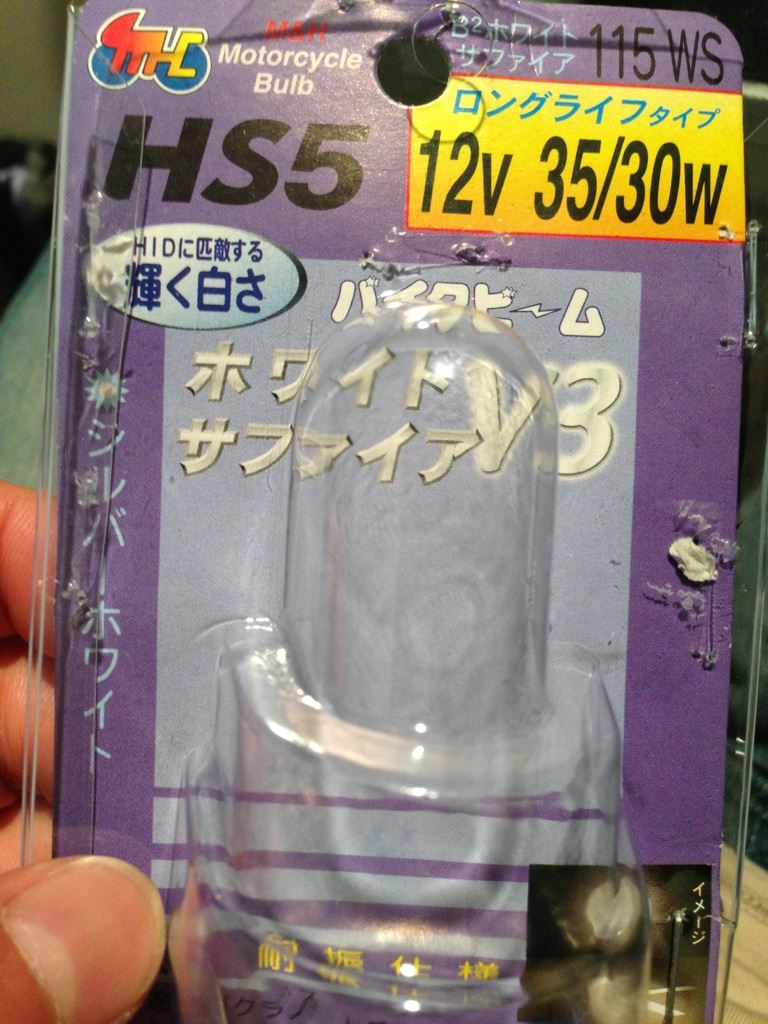 M&H
Motorcycle
Bulb
B²ホワイト
サファイア 115 WS
HS5
ロングライフタイプ
12v 35/30w
HIDに匹敵する
輝く白さ
バイクビーム
ホワイト
サファイア V3
シルバーホワイト
イメージ
耐振仕様